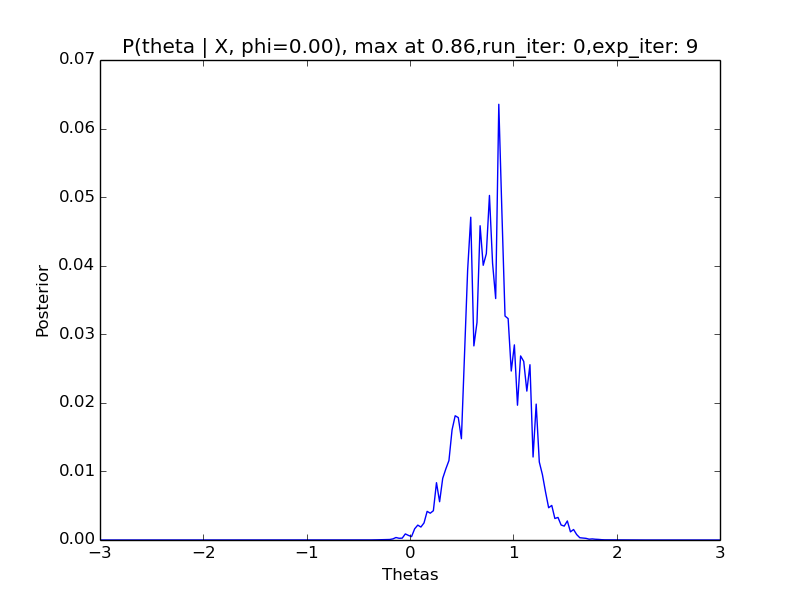 P(theta | X, phi=0.00), max at 0.86,run_iter: 0,exp_iter: 9
0.07
0.06
0.05
0.04
0.03
0.02
0.01
0.00
Posterior
−3 −2 −1 0 1 2 3
Thetas